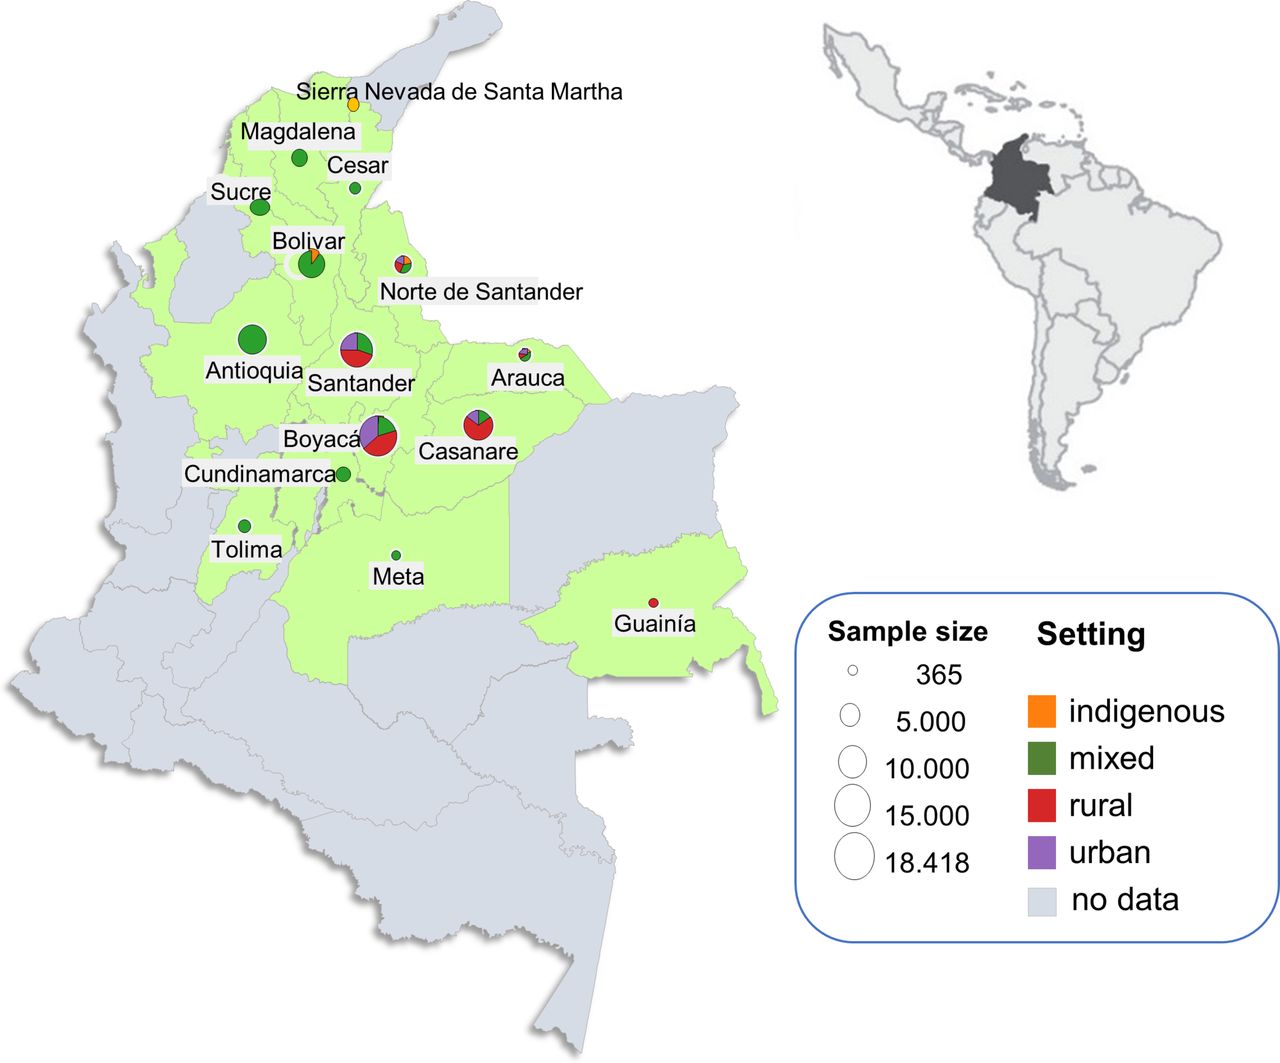 Sierra Nevada de Santa Martha
Magdalena
Cesar
Sucre
Bolivar
Norte de Santander
Antioquia
Santander
Arauca
Boyacá
Casanare
Cundinamarca
Tolima
Meta
Guainía
Sample size
365
5.000
10.000
15.000
18.418
Setting
indigenous
mixed
rural
urban
no data